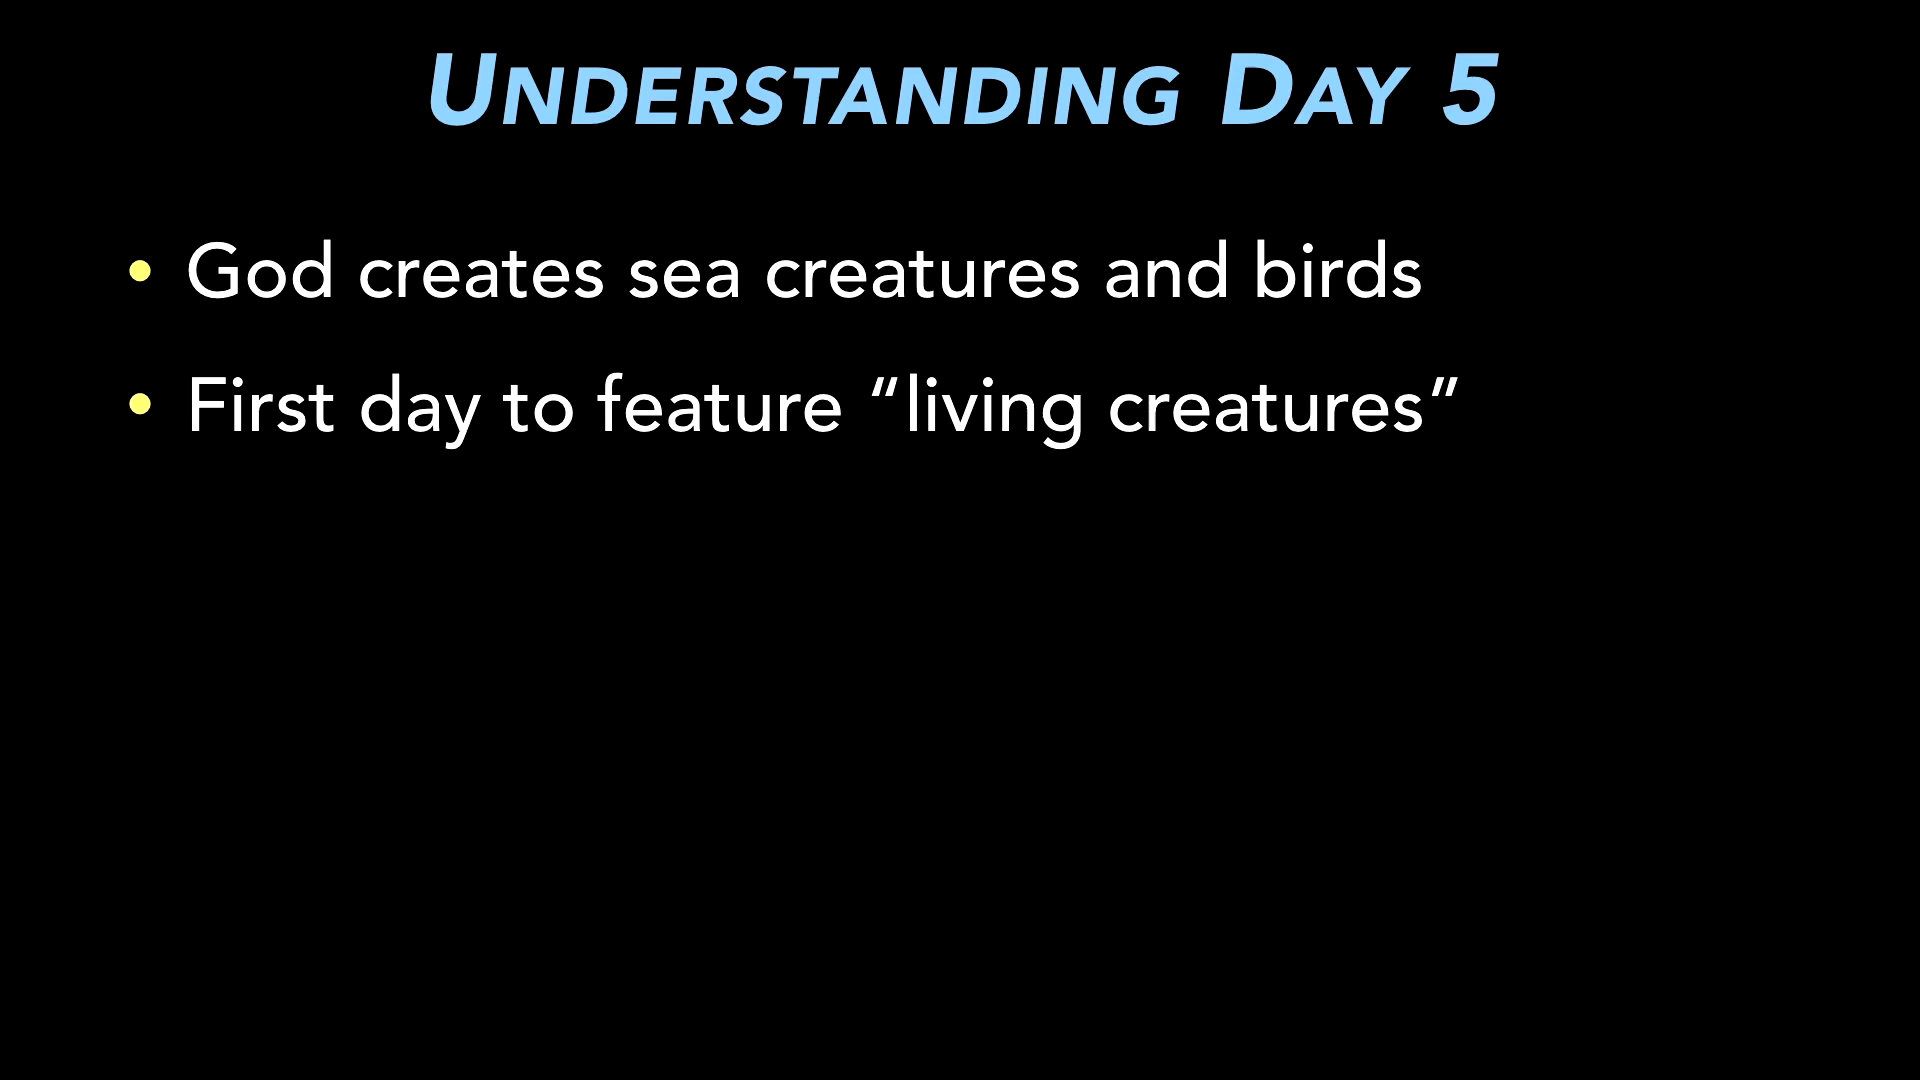 Understanding Day 5
• God creates sea creatures and birds
• First day to feature “living creatures”